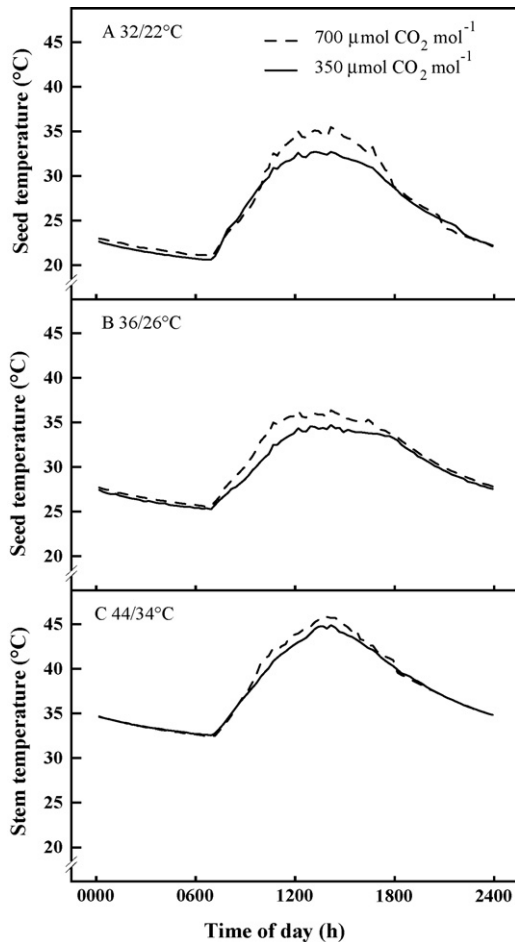 A 32/22°C
700 μmol CO₂ mol⁻¹
350 μmol CO₂ mol⁻¹
45
40
35
30
25
20
Seed temperature (°C)
B 36/26°C
45
40
35
30
25
20
Seed temperature (°C)
C 44/34°C
45
40
35
30
25
20
Stem temperature (°C)
0000 0600 1200 1800 2400
Time of day (h)